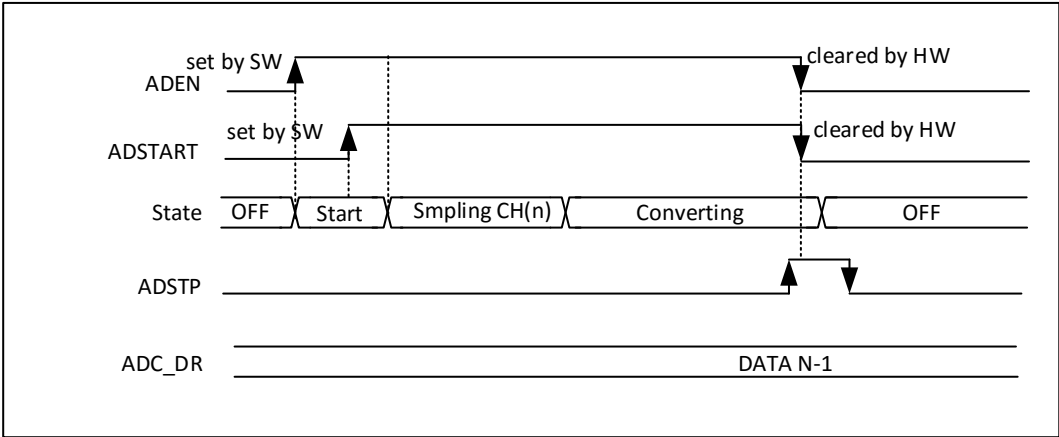 set by SW
cleared by HW
ADEN
set by SW
cleared by HW
ADSTART
State OFF Start Smpling CH(n) Converting OFF
ADSTP
ADC_DR DATA N-1